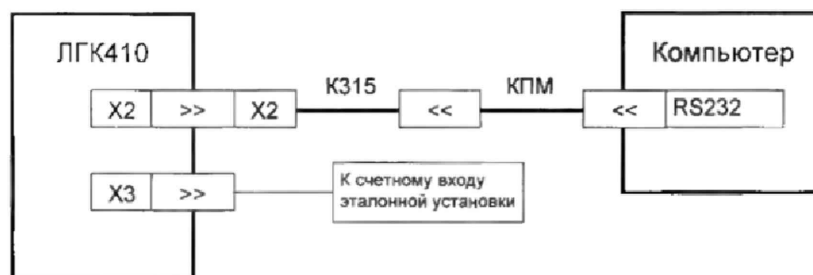 ЛГК410
Компьютер
К315
КПМ
X2 >> X2 << << RS232
X3 >>
К счетному входу
эталонной установки